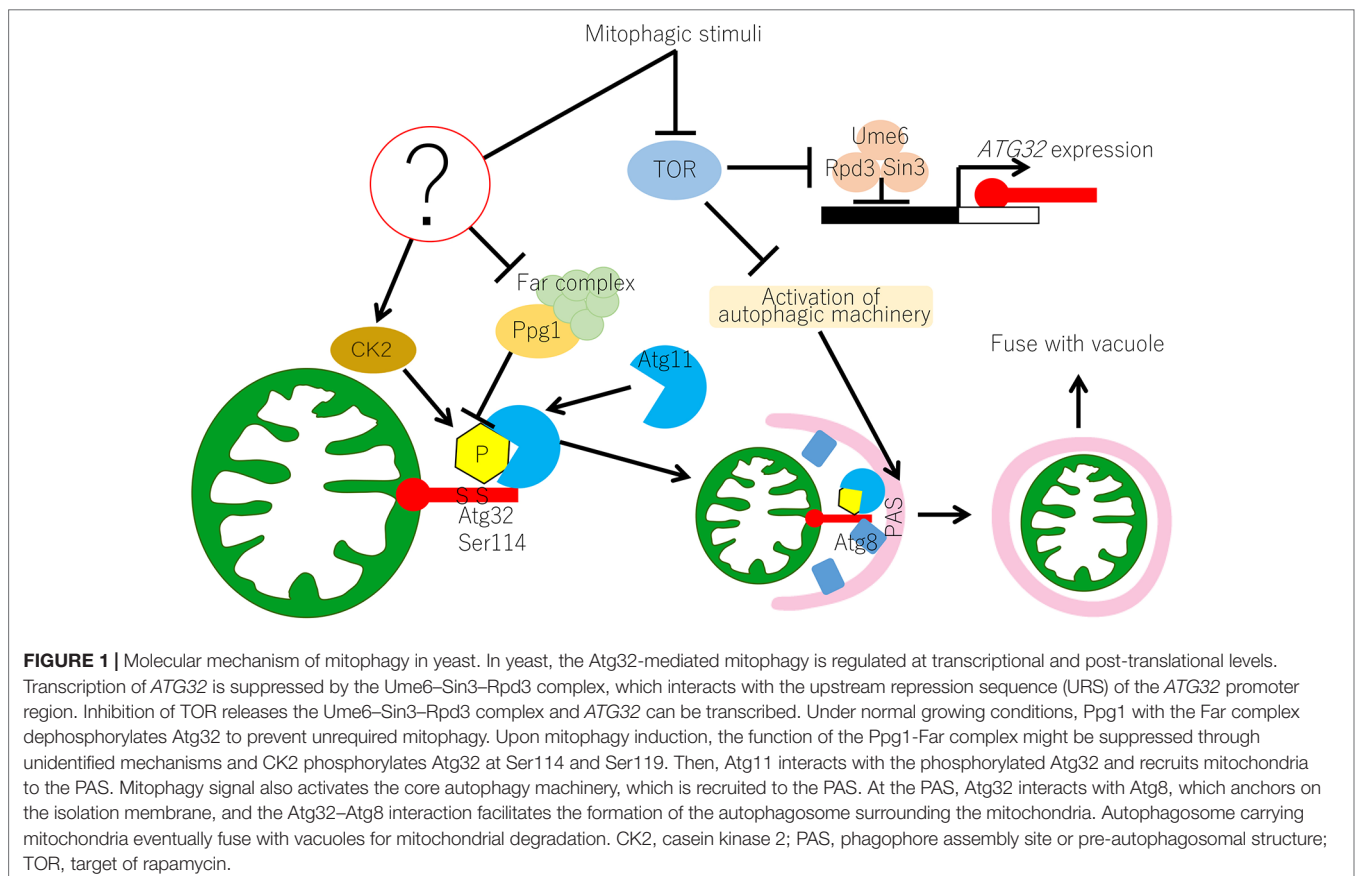 Mitophagic stimuli
?
TOR
Ume6
Rpd3 Sin3
ATG32 expression
Far complex
Ppg1
CK2
Atg11
Activation of
autophagic machinery
Fuse with vacuole
P
S S
Atg32
Ser114
Atg8
PAS
FIGURE 1 | Molecular mechanism of mitophagy in yeast. In yeast, the Atg32-mediated mitophagy is regulated at transcriptional and post-translational levels.
Transcription of ATG32 is suppressed by the Ume6–Sin3–Rpd3 complex, which interacts with the upstream repression sequence (URS) of the ATG32 promoter
region. Inhibition of TOR releases the Ume6–Sin3–Rpd3 complex and ATG32 can be transcribed. Under normal growing conditions, Ppg1 with the Far complex
dephosphorylates Atg32 to prevent unrequired mitophagy. Upon mitophagy induction, the function of the Ppg1-Far complex might be suppressed through
unidentified mechanisms and CK2 phosphorylates Atg32 at Ser114 and Ser119. Then, Atg11 interacts with the phosphorylated Atg32 and recruits mitochondria
to the PAS. Mitophagy signal also activates the core autophagy machinery, which is recruited to the PAS. At the PAS, Atg32 interacts with Atg8, which anchors on
the isolation membrane, and the Atg32–Atg8 interaction facilitates the formation of the autophagosome surrounding the mitochondria. Autophagosome carrying
mitochondria eventually fuse with vacuoles for mitochondrial degradation. CK2, casein kinase 2; PAS, phagophore assembly site or pre-autophagosomal structure;
TOR, target of rapamycin.